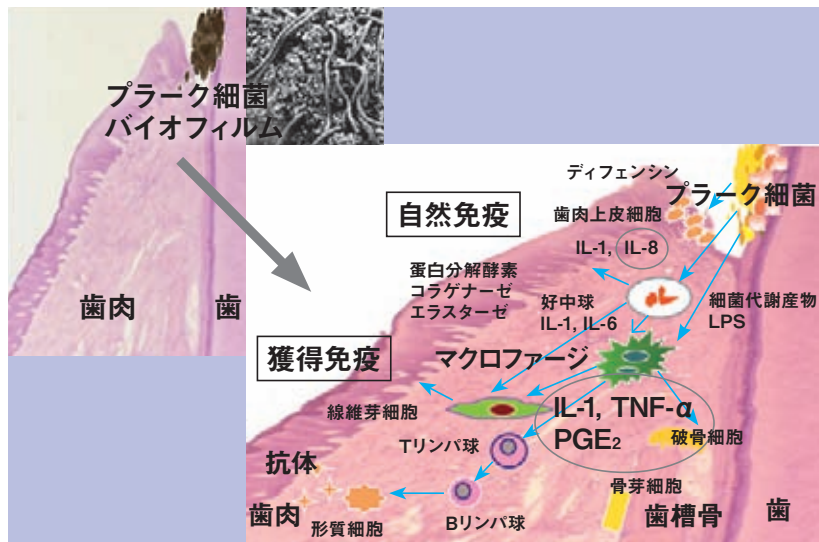 プラーク細菌
バイオフィルム
歯肉
歯
ディフェンシン
プラーク細菌
自然免疫
歯肉上皮細胞
IL-1, IL-8
蛋白分解酵素
コラゲナーゼ
エラスターゼ
好中球
IL-1, IL-6
細菌代謝産物
LPS
獲得免疫
マクロファージ
線維芽細胞
IL-1, TNF-α
PGE₂
破骨細胞
Tリンパ球
抗体
歯肉
形質細胞
Bリンパ球
骨芽細胞
歯槽骨
歯